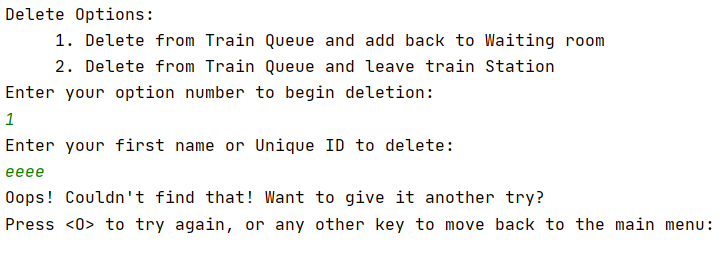 Delete Options:
1. Delete from Train Queue and add back to Waiting room
2. Delete from Train Queue and leave train Station
Enter your option number to begin deletion:
1
Enter your first name or Unique ID to delete:
eeee
Oops! Couldn't find that! Want to give it another try?
Press <O> to try again, or any other key to move back to the main menu: